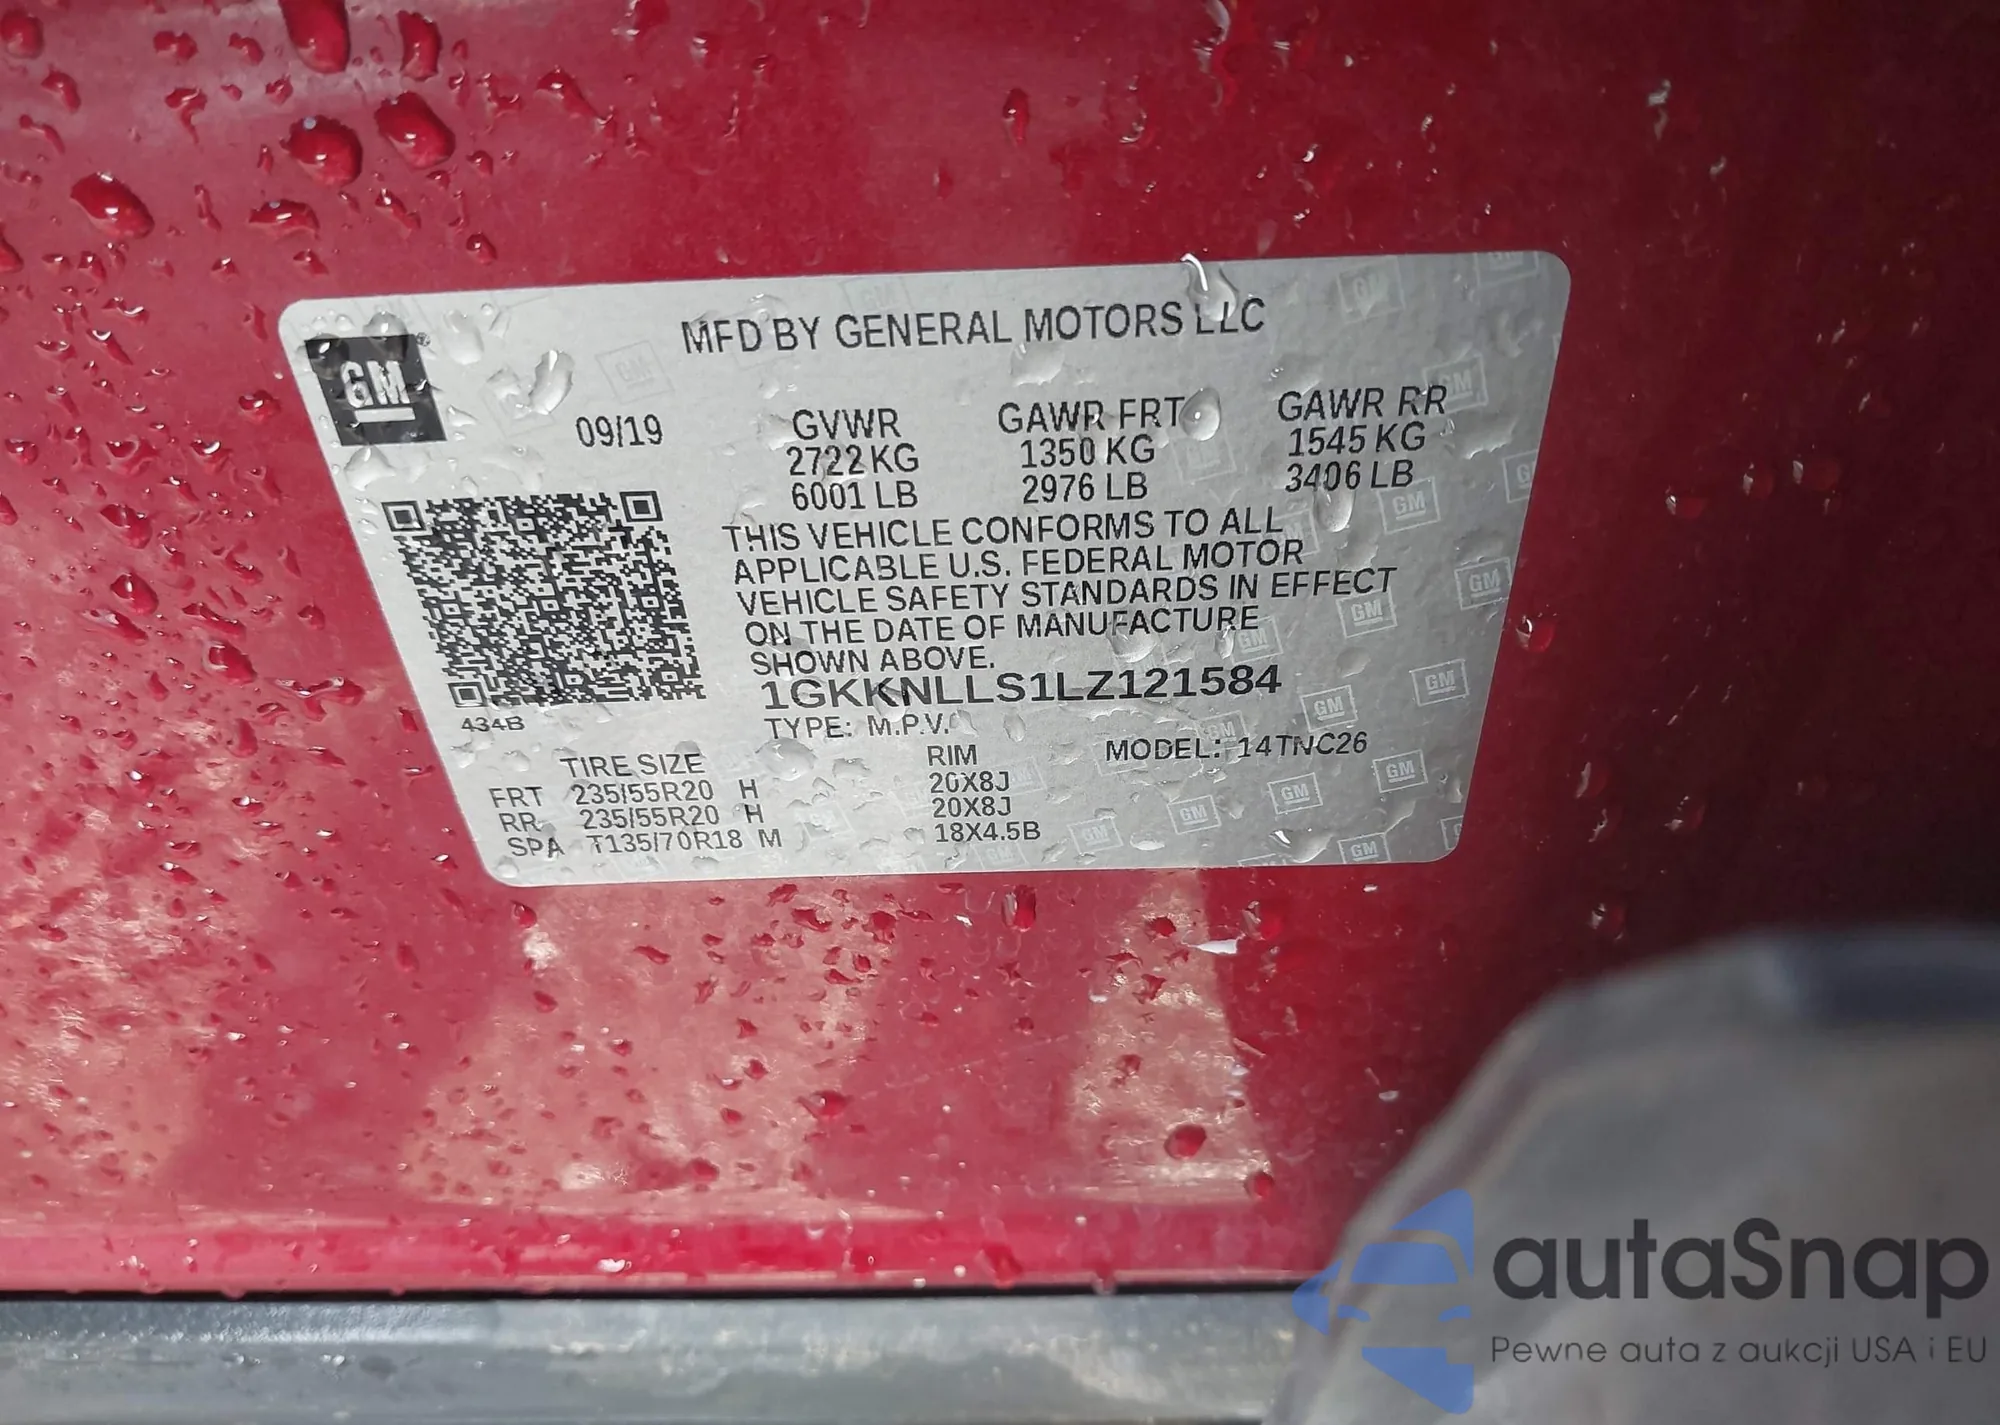 MFD BY GENERAL MOTORS LLC
GM
09/19 GVWR GAWR FRT GAWR RR
2722 KG 1350 KG 1545 KG
6001 LB 2976 LB 3406 LB
THIS VEHICLE CONFORMS TO ALL
APPLICABLE U.S. FEDERAL MOTOR
VEHICLE SAFETY STANDARDS IN EFFECT
ON THE DATE OF MANUFACTURE
SHOWN ABOVE.
1GKKNLLS1LZ121584
434B
TYPE: M.P.V.
MODEL: 14TNC26
TIRE SIZE RIM
FRT 235/55R20 H 20X8J
RR 235/55R20 H 20X8J
SPA T135/70R18 M 18X4.5B
autaSnap
Pewne auta z aukcji USA i EU